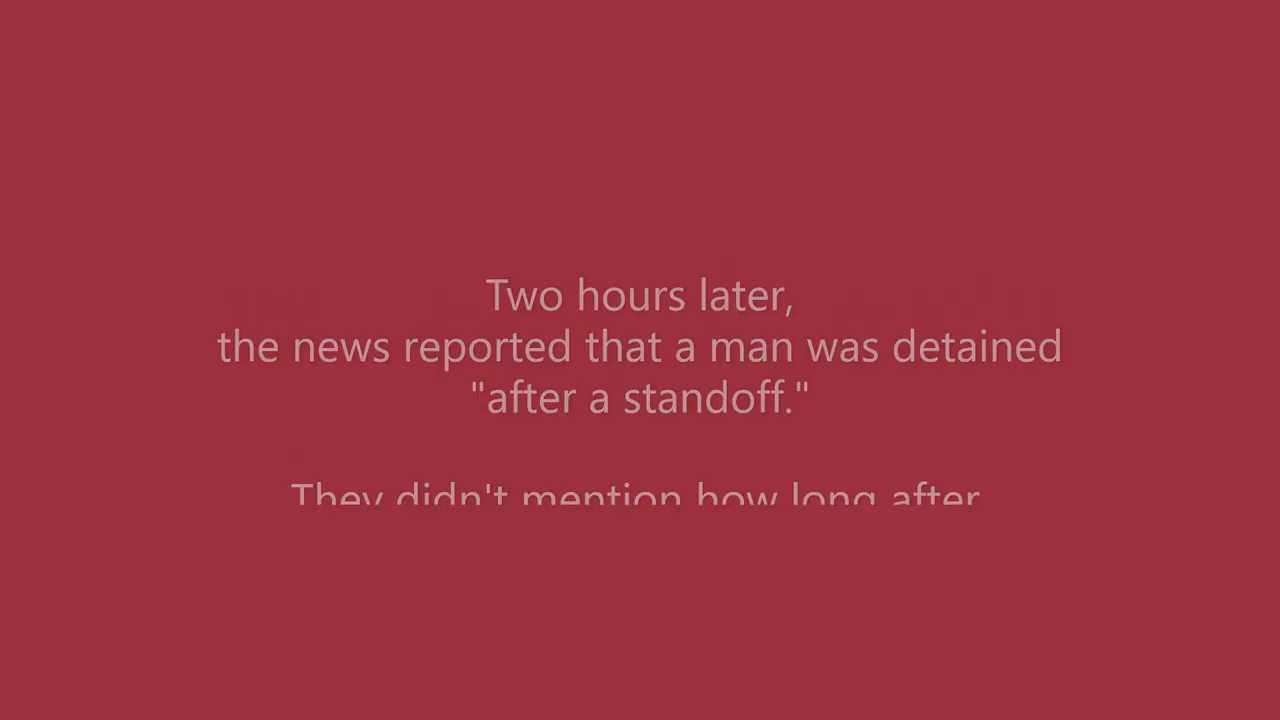 Two hours later,
the news reported that a man was detained
"after a standoff."
They didn't mention how long after